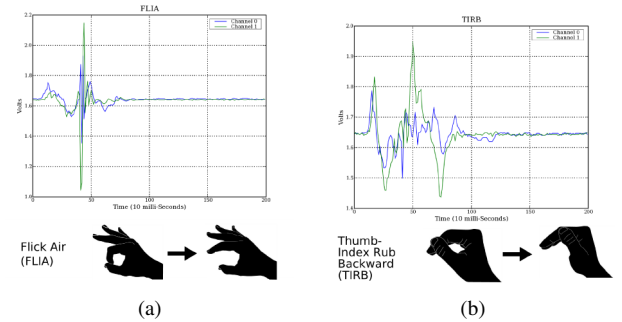 FLIA
Channel 0
Channel 1
2.2
2.0
1.8
1.6
1.4
1.2
1.0
Volts
0
50
100
150
200
Time (10 milli-Seconds)
Flick Air
(FLIA)
(a)
TIRB
Channel 0
Channel 1
2.0
1.9
1.8
1.7
1.6
1.5
1.4
Volts
0
50
100
150
200
Time (10 milli-Seconds)
Thumb-
Index Rub
Backward
(TIRB)
(b)